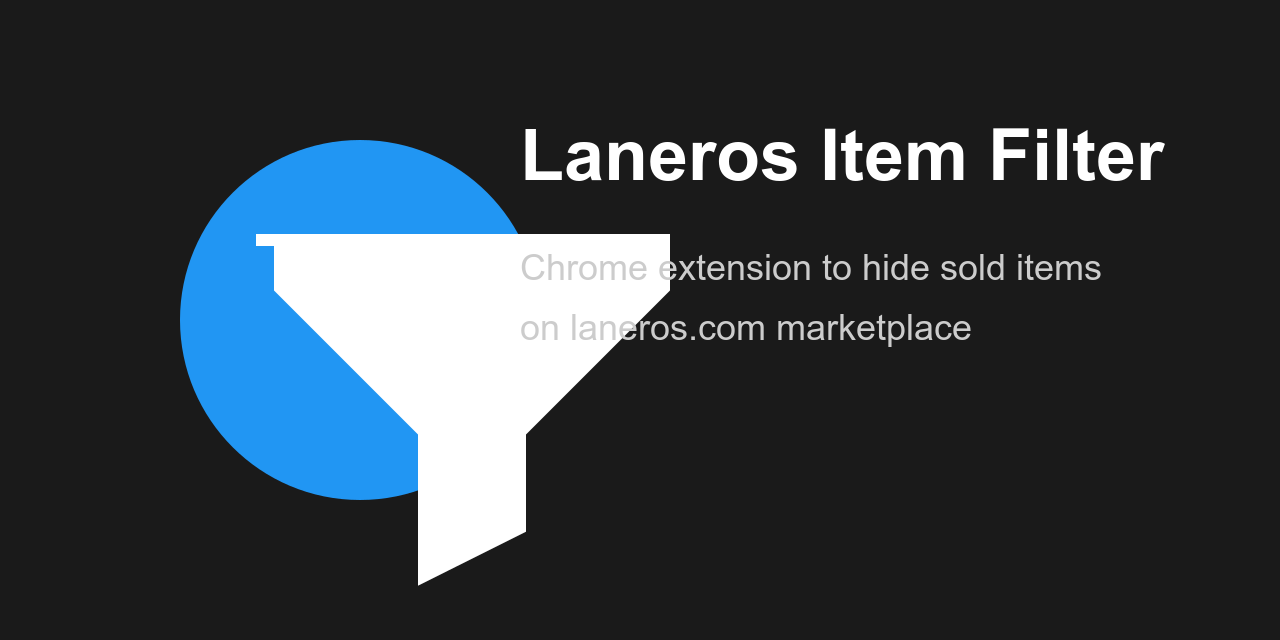 Laneros Item Filter
Chrome extension to hide sold items
on laneros.com marketplace